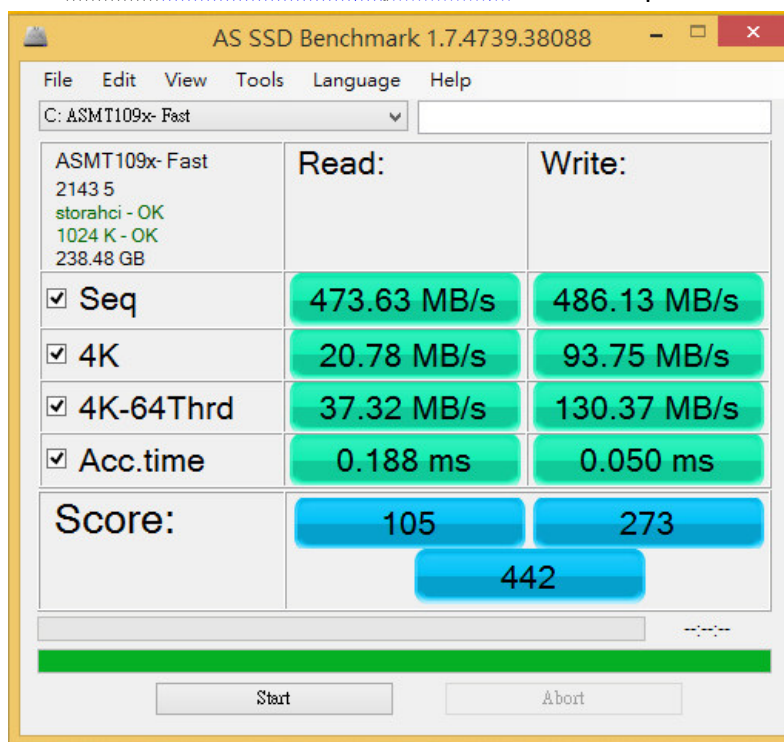 AS SSD Benchmark 1.7.4739.38088
File Edit View Tools Language Help
C: ASMT109x- Fast
ASMT109x- Fast
2143 5
storahci - OK
1024 K - OK
238.48 GB
Read: Write:
Seq 473.63 MB/s 486.13 MB/s
4K 20.78 MB/s 93.75 MB/s
4K-64Thrd 37.32 MB/s 130.37 MB/s
Acc.time 0.188 ms 0.050 ms
Score: 105 273
442
--:--:--
Start Abort